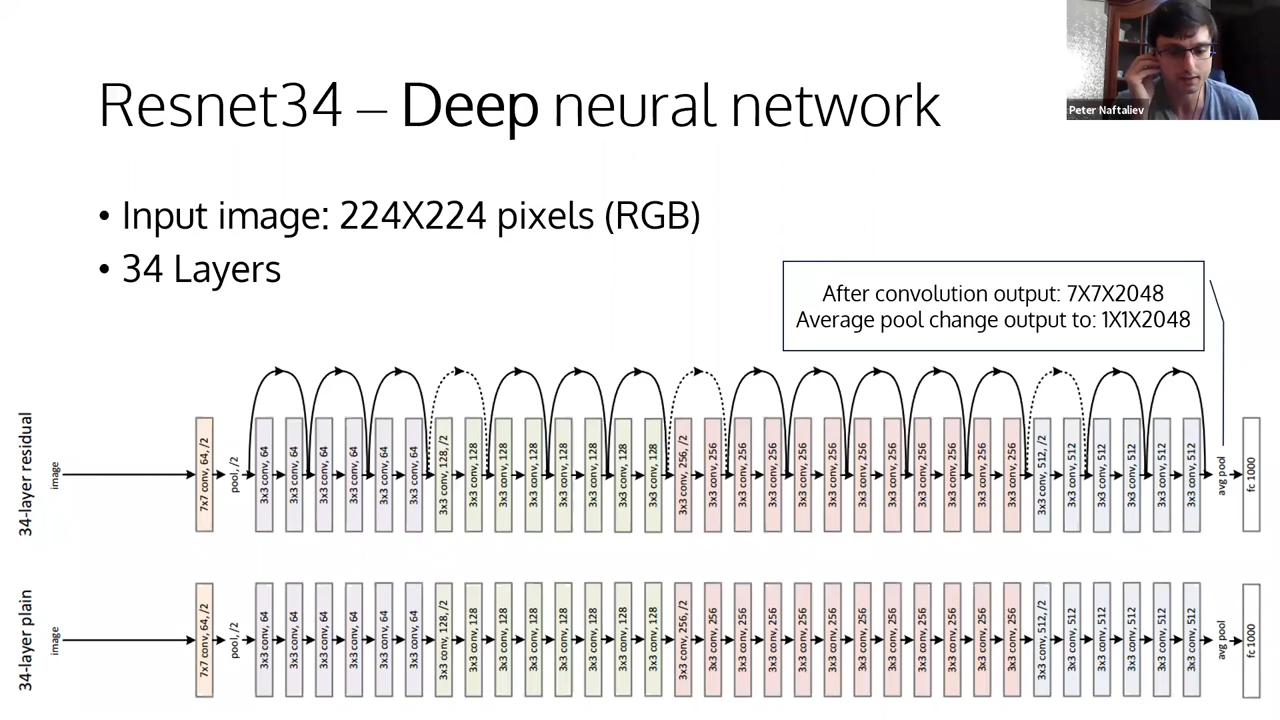 Peter Naftaliev
Resnet34 – Deep neural network
• Input image: 224X224 pixels (RGB)
• 34 Layers
After convolution output: 7X7X2048
Average pool change output to: 1X1X2048
34-layer residual
image
7x7 conv, 64, /2
pool, /2
3x3 conv, 64
3x3 conv, 64
3x3 conv, 64
3x3 conv, 64
3x3 conv, 64
3x3 conv, 64
3x3 conv, 128, /2
3x3 conv, 128
3x3 conv, 128
3x3 conv, 128
3x3 conv, 128
3x3 conv, 128
3x3 conv, 128
3x3 conv, 128
3x3 conv, 256, /2
3x3 conv, 256
3x3 conv, 256
3x3 conv, 256
3x3 conv, 256
3x3 conv, 256
3x3 conv, 256
3x3 conv, 256
3x3 conv, 256
3x3 conv, 256
3x3 conv, 256
3x3 conv, 256
3x3 conv, 512, /2
3x3 conv, 512
3x3 conv, 512
3x3 conv, 512
3x3 conv, 512
3x3 conv, 512
avg pool
fc 1000
34-layer plain
image
7x7 conv, 64, /2
pool, /2
3x3 conv, 64
3x3 conv, 64
3x3 conv, 64
3x3 conv, 64
3x3 conv, 64
3x3 conv, 64
3x3 conv, 128, /2
3x3 conv, 128
3x3 conv, 128
3x3 conv, 128
3x3 conv, 128
3x3 conv, 128
3x3 conv, 128
3x3 conv, 128
3x3 conv, 256, /2
3x3 conv, 256
3x3 conv, 256
3x3 conv, 256
3x3 conv, 256
3x3 conv, 256
3x3 conv, 256
3x3 conv, 256
3x3 conv, 256
3x3 conv, 256
3x3 conv, 256
3x3 conv, 256
3x3 conv, 512, /2
3x3 conv, 512
3x3 conv, 512
3x3 conv, 512
3x3 conv, 512
3x3 conv, 512
avg pool
fc 1000